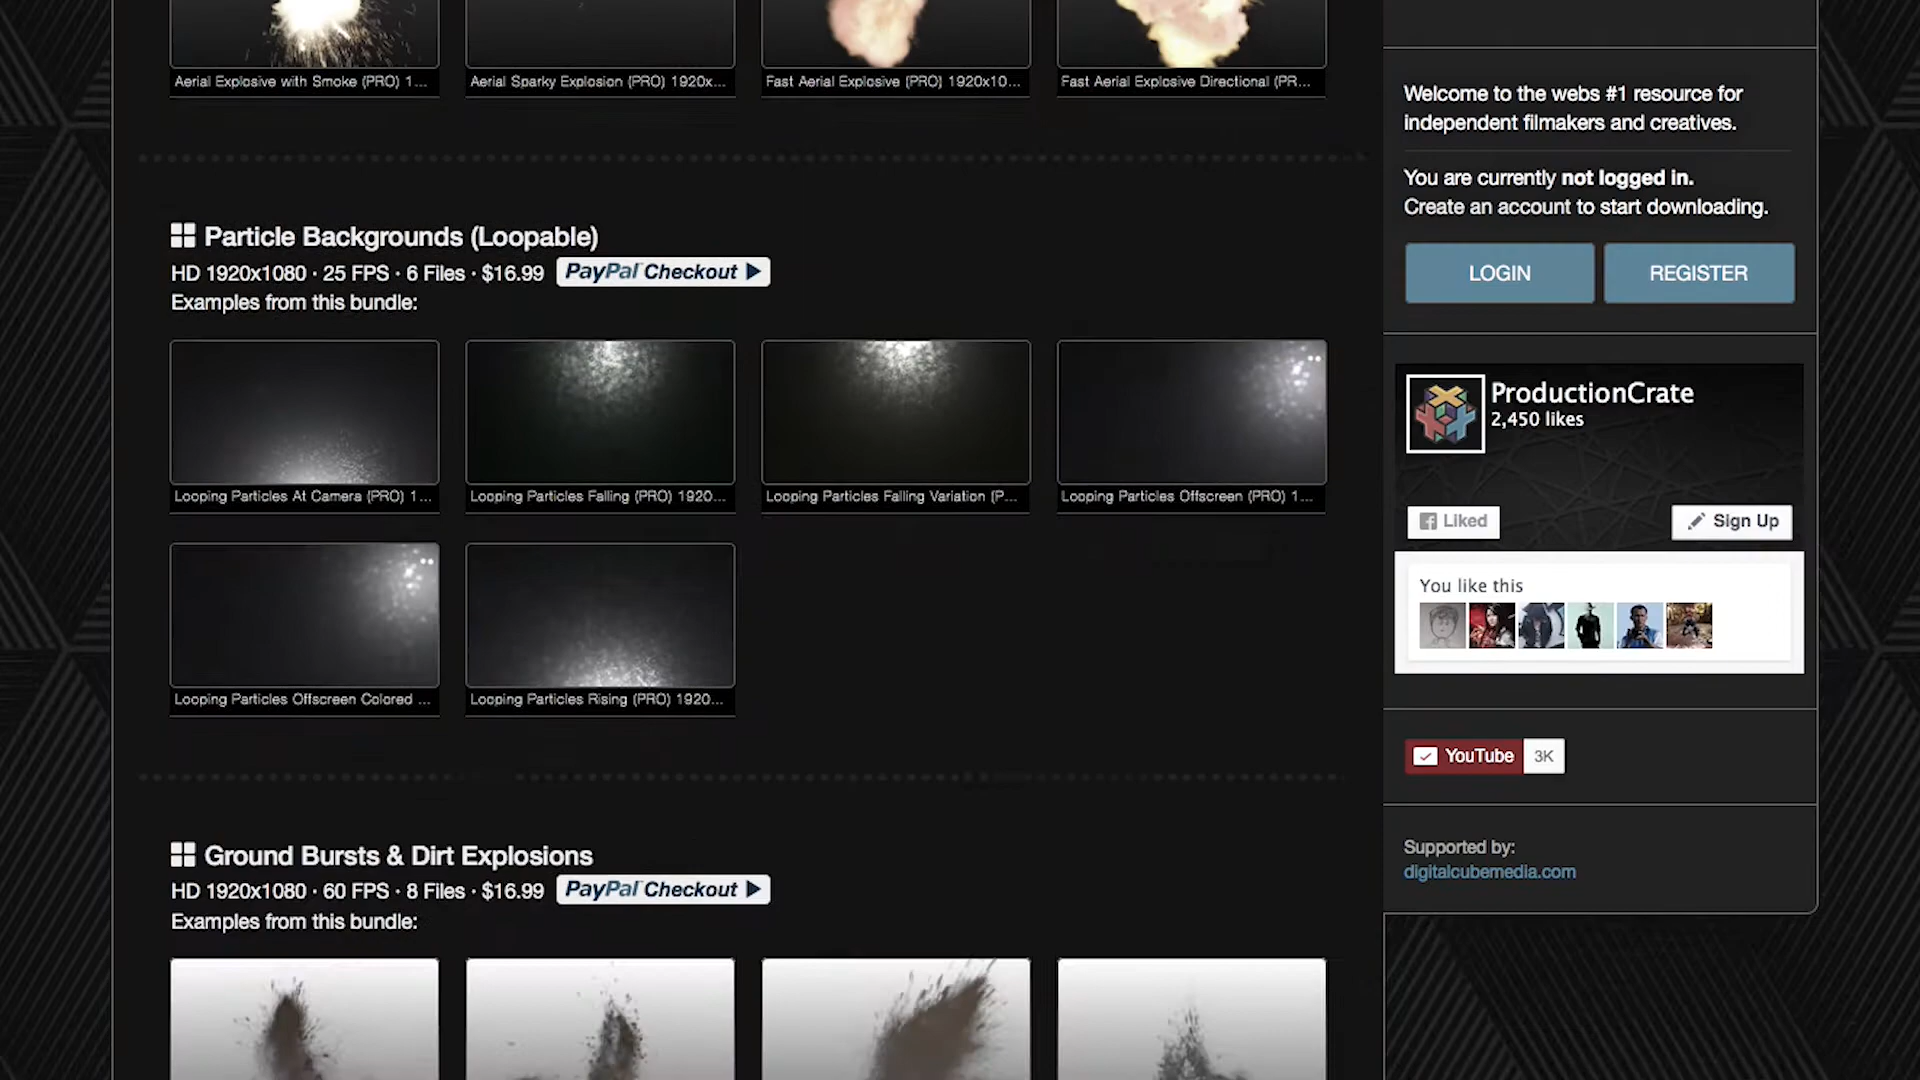 Aerial Explosive with Smoke (PRO) 1...
Aerial Sparky Explosion (PRO) 1920x...
Fast Aerial Explosive (PRO) 1920x10...
Fast Aerial Explosive Directional (PR...
Particle Backgrounds (Loopable)
HD 1920x1080 · 25 FPS · 6 Files · $16.99
PayPal Checkout
Examples from this bundle:
Looping Particles At Camera (PRO) 1...
Looping Particles Falling (PRO) 1920...
Looping Particles Falling Variation (P...
Looping Particles Offscreen (PRO) 1...
Looping Particles Offscreen Colored ...
Looping Particles Rising (PRO) 1920...
Ground Bursts & Dirt Explosions
HD 1920x1080 · 60 FPS · 8 Files · $16.99
PayPal Checkout
Examples from this bundle:
Welcome to the webs #1 resource for
independent filmakers and creatives.
You are currently not logged in.
Create an account to start downloading.
LOGIN
REGISTER
ProductionCrate
2,450 likes
Liked
Sign Up
You like this
YouTube
3K
Supported by:
digitalcubemedia.com